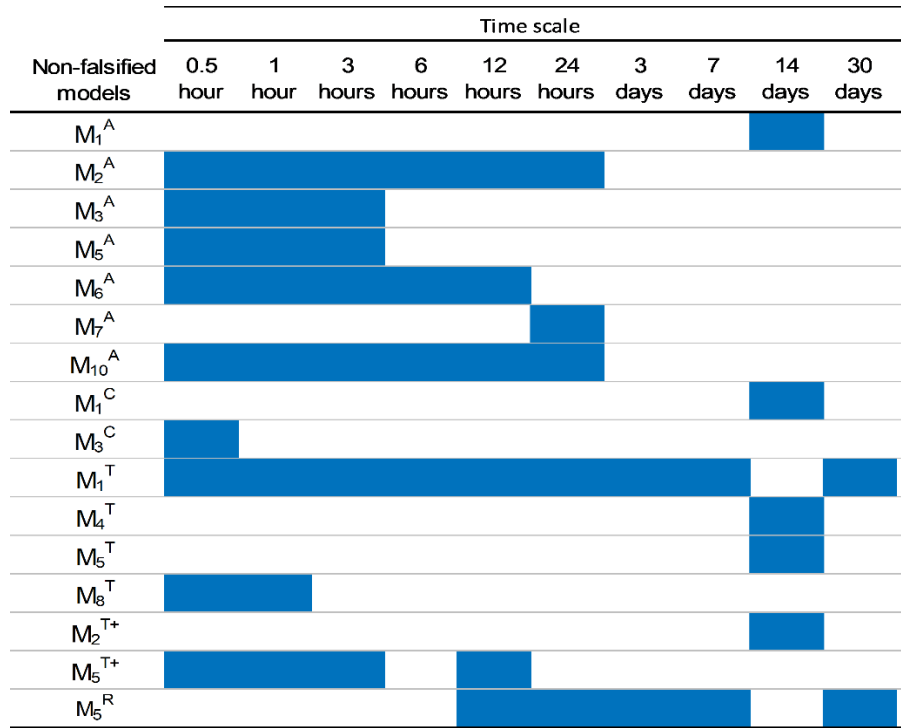 Time scale
Non-falsified models
0.5 hour
1 hour
3 hours
6 hours
12 hours
24 hours
3 days
7 days
14 days
30 days
M₁ᴬ
M₂ᴬ
M₃ᴬ
M₅ᴬ
M₆ᴬ
M₇ᴬ
M₁₀ᴬ
M₁ᶜ
M₃ᶜ
M₁ᵀ
M₄ᵀ
M₅ᵀ
M₈ᵀ
M₂ᵀ⁺
M₅ᵀ⁺
M₅ᴿ